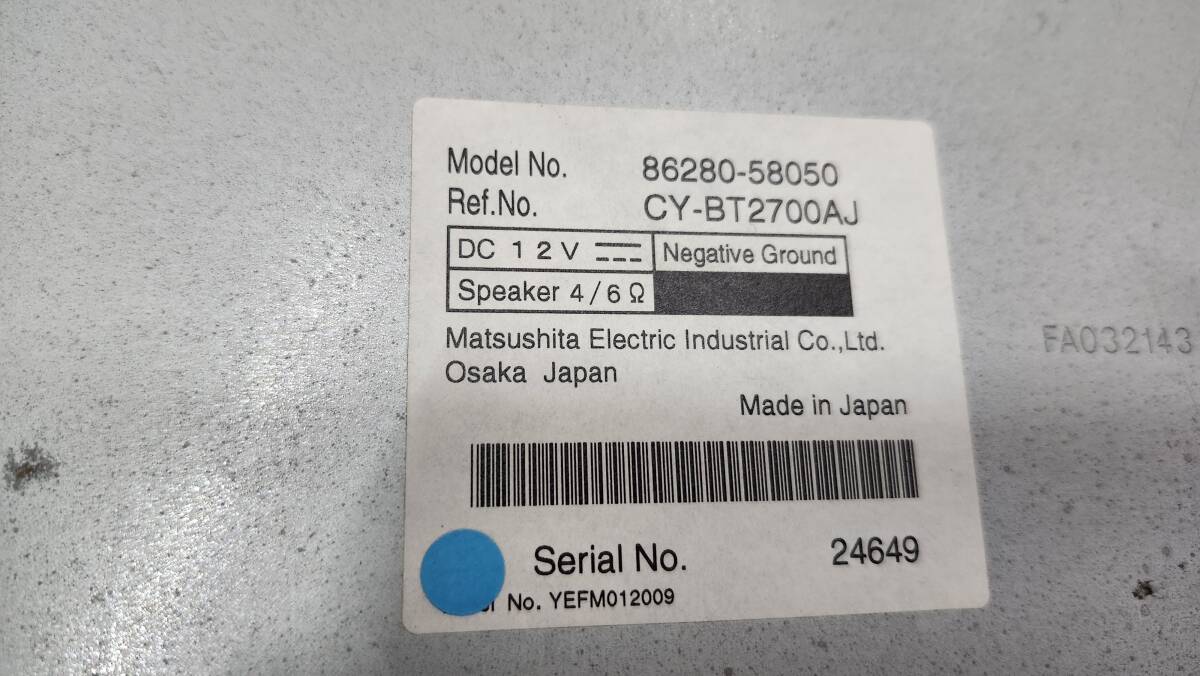 Model No. 86280-58050
Ref.No. CY-BT2700AJ
DC 12V Negative Ground
Speaker 4/6Ω
Matsushita Electric Industrial Co.,Ltd.
Osaka Japan
Made in Japan
FA032143
Serial No. 24649
No. YEFM012009